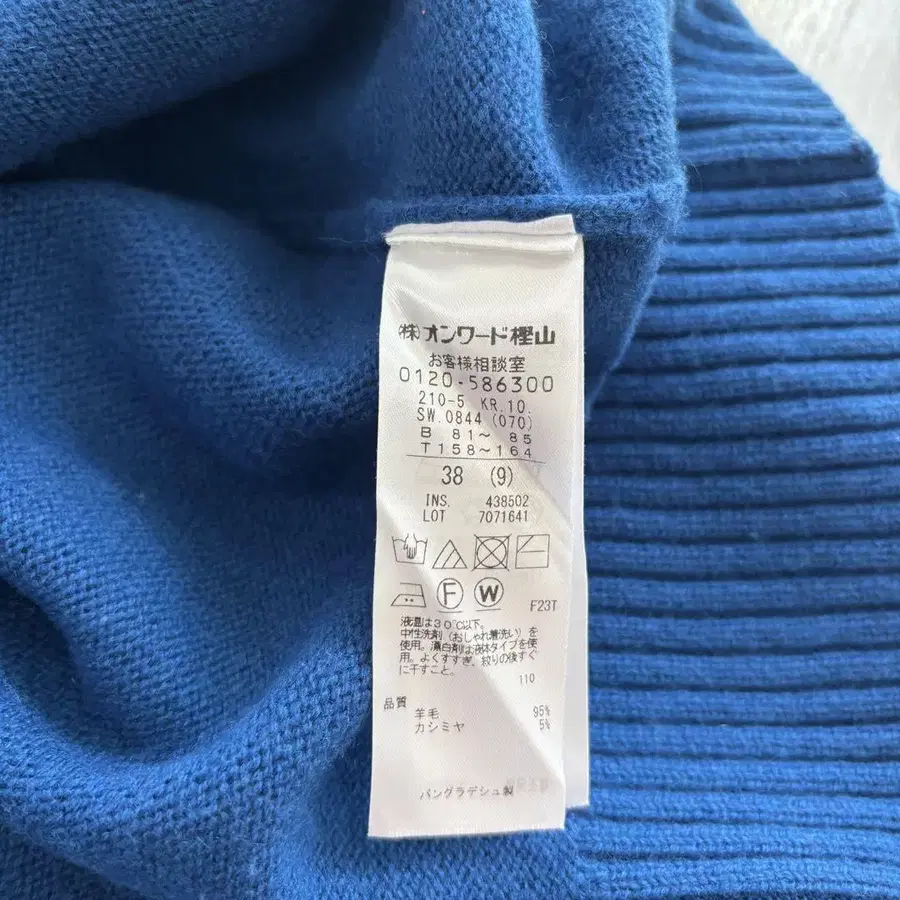 ㈱オンワード樫山
お客様相談室
0120-586300
210-5 KR.10.
SW.0844 (070)
B 81～ 85
T158～164
38 (9)
INS. 438502
LOT 7071641
F W
F23T
液温は30℃以下。
中性洗剤（おしゃれ着洗い）を
使用。漂白剤は液体タイプを使
用。よくすすぎ、絞りの後すぐ
に干すこと。
110
品質
羊毛 95%
カシミヤ 5%
バングラデシュ製